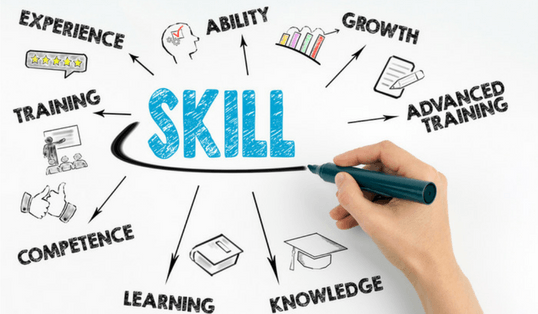 EXPERIENCE
ABILITY
GROWTH
TRAINING
SKILL
ADVANCED
TRAINING
COMPETENCE
LEARNING
KNOWLEDGE